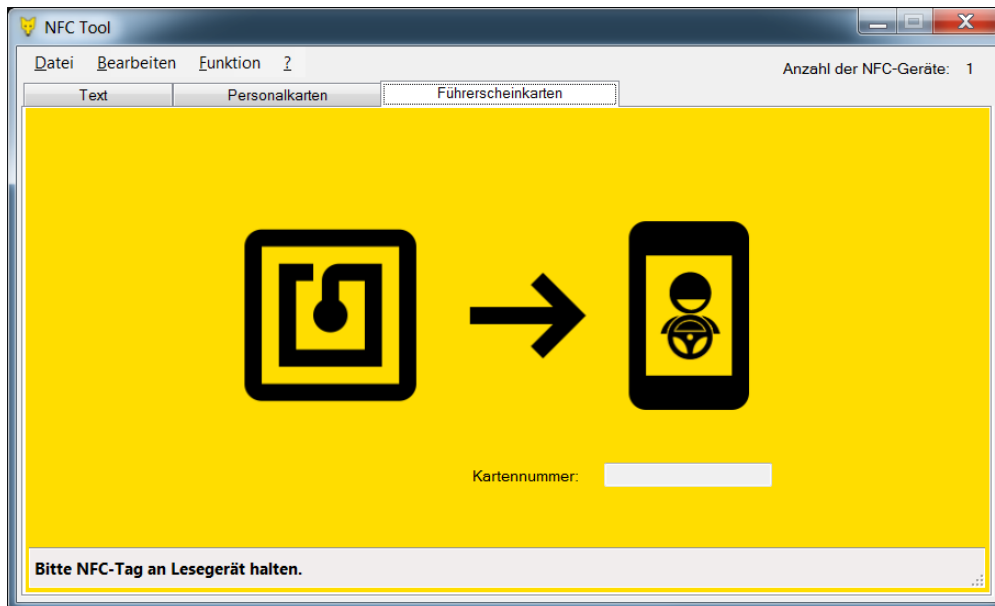 NFC Tool
Datei Bearbeiten Funktion ?
Anzahl der NFC-Geräte: 1
Text Personalkarten Führerscheinkarten
Kartennummer:
Bitte NFC-Tag an Lesegerät halten.